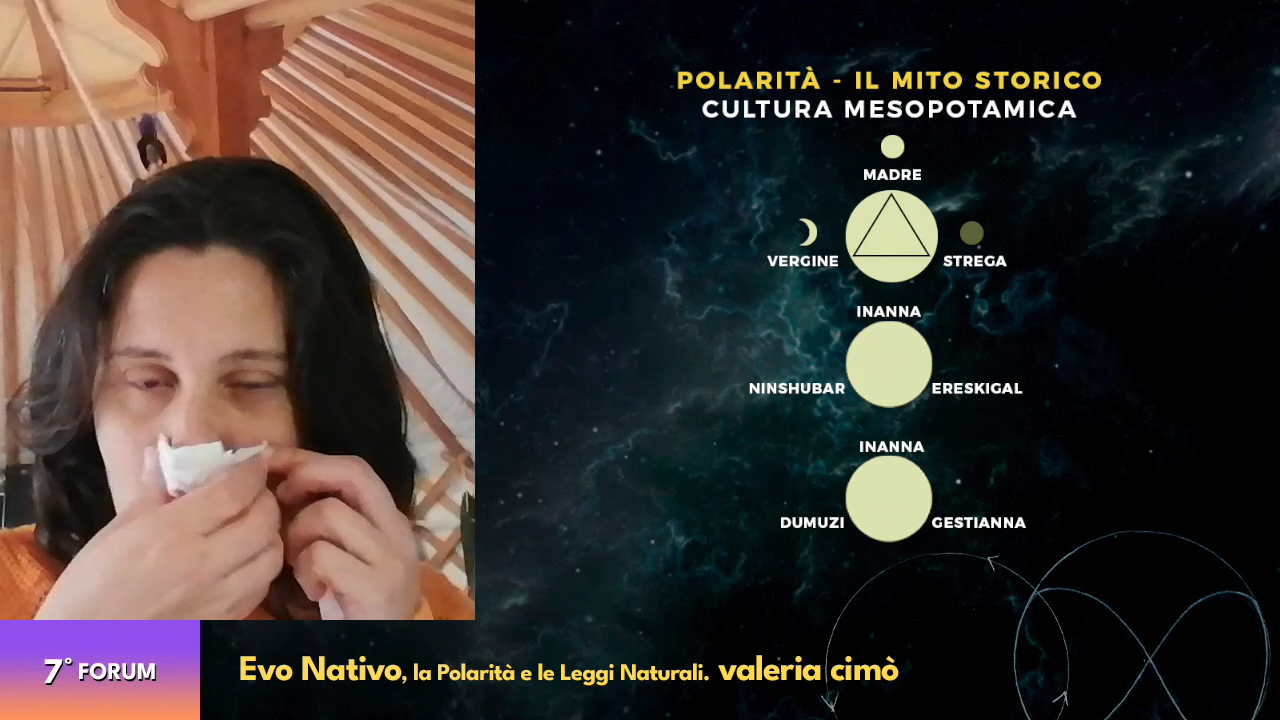 POLARITÀ - IL MITO STORICO
CULTURA MESOPOTAMICA
MADRE
VERGINE
STREGA
INANNA
NINSHUBAR
ERESKIGAL
INANNA
DUMUZI
GESTIANNA
7° FORUM
Evo Nativo, la Polarità e le Leggi Naturali. valeria cimò